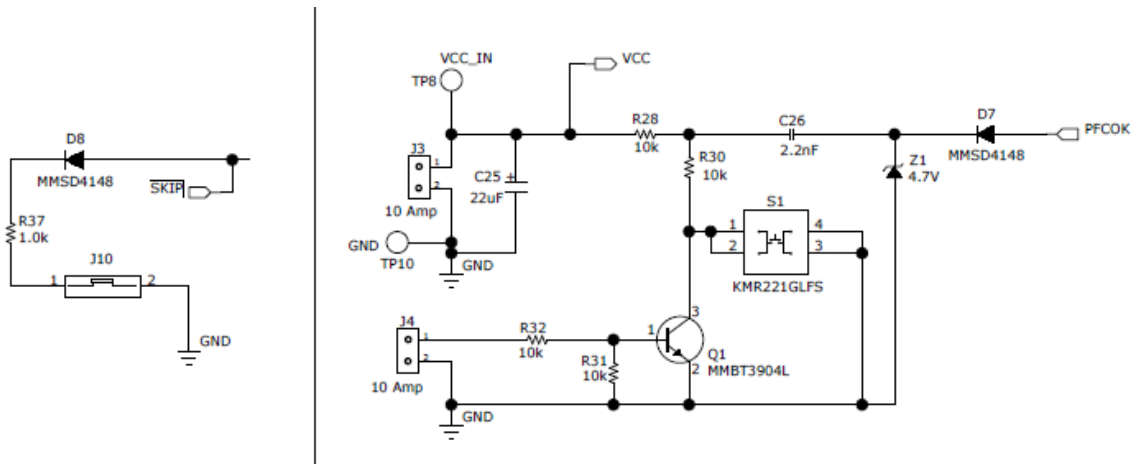 D8
MMSD4148
SKIP
R37
1.0k
J10
1
2
GND
VCC_IN
TP8
VCC
J3
1
2
10 Amp
C25
+
22uF
GND
TP10
GND
R28
10k
R30
10k
C26
2.2nF
D7
MMSD4148
PFCOK
Z1
4.7V
S1
1
2
4
3
KMR221GLFS
J4
1
2
10 Amp
R32
10k
R31
10k
1
3
2
Q1
MMBT3904L
GND